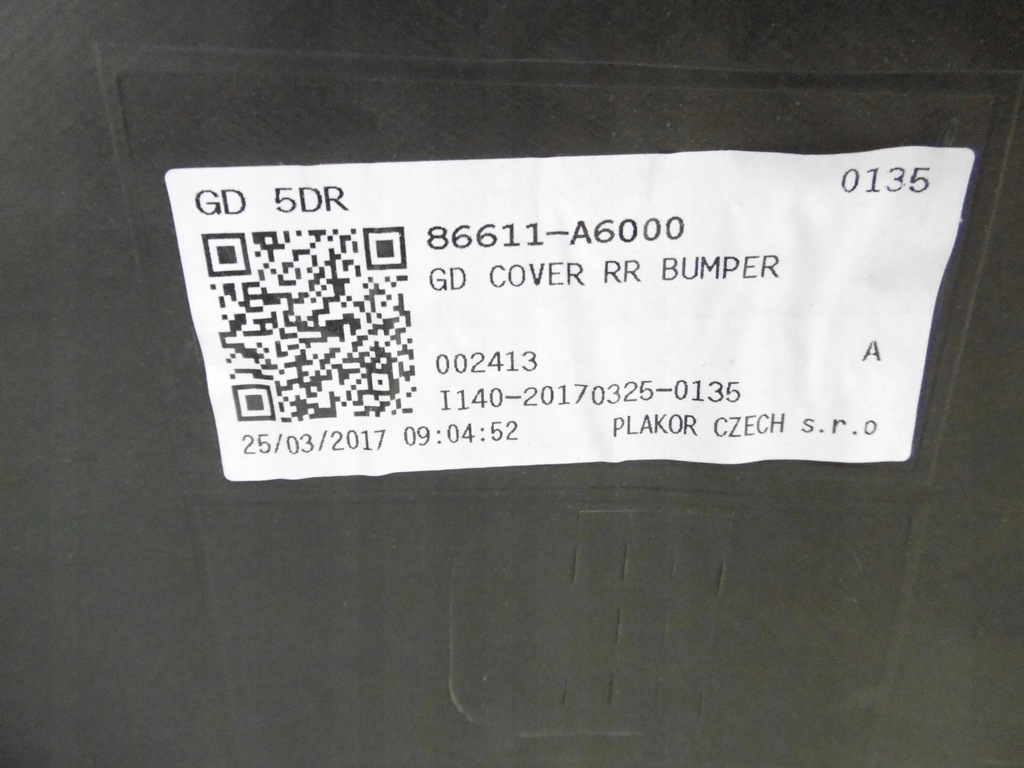 GD 5DR
0135
86611-A6000
GD COVER RR BUMPER
002413
A
I140-20170325-0135
25/03/2017 09:04:52
PLAKOR CZECH s.r.o